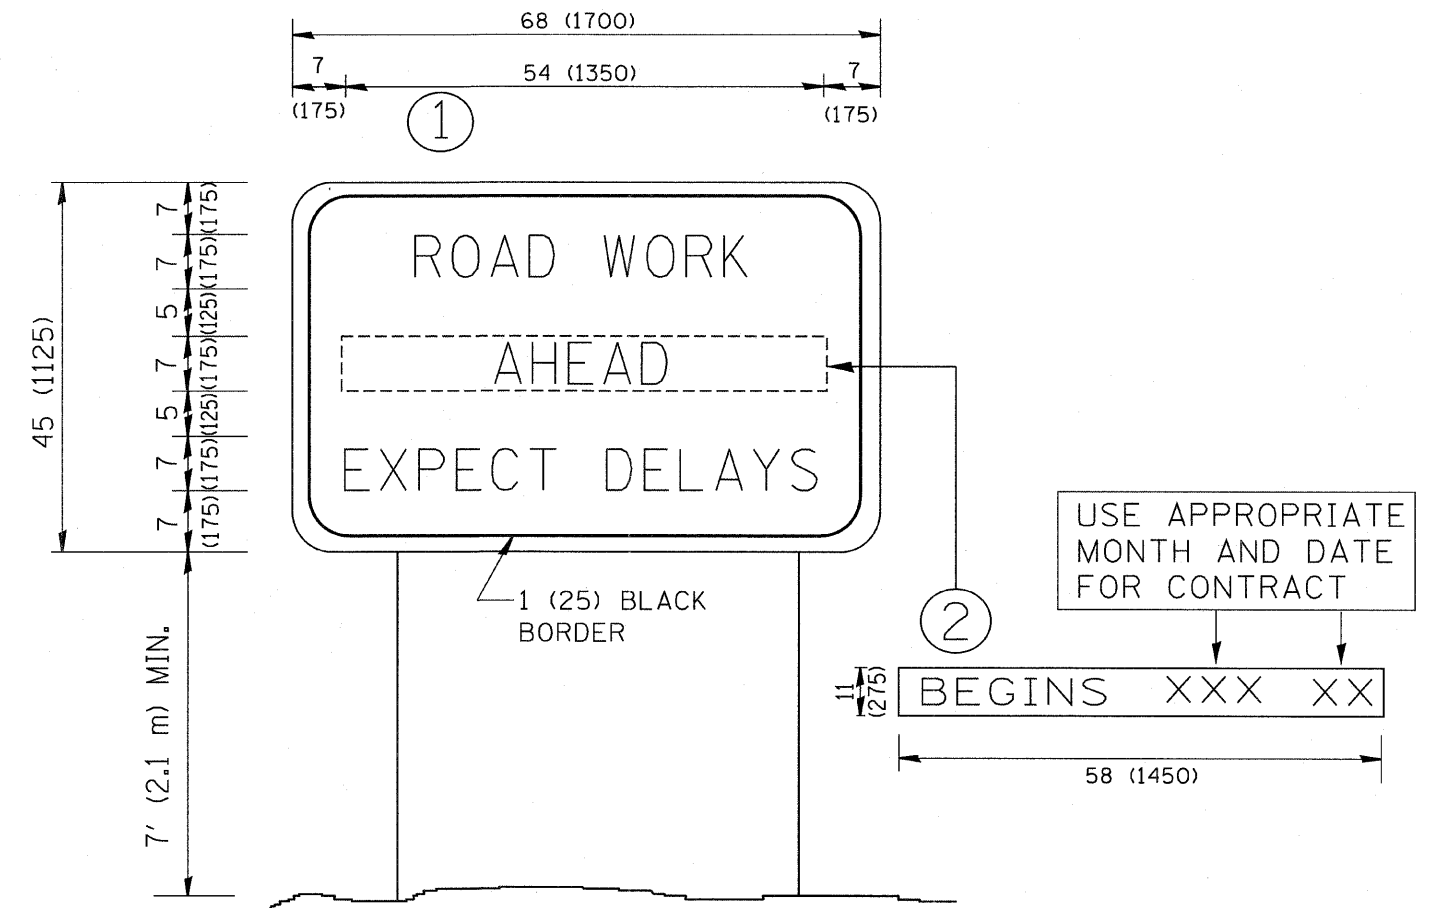 68 (1700)
7 54 (1350) 7
(175) (175)
1
7 (175)
7 (175)
5 (125)
7 (175)
5 (125)
7 (175)
7 (175)
45 (1125)
ROAD WORK
AHEAD
EXPECT DELAYS
1 (25) BLACK
BORDER
7' (2.1 m) MIN.
2
USE APPROPRIATE
MONTH AND DATE
FOR CONTRACT
11
(275)
BEGINS XXX XX
58 (1450)